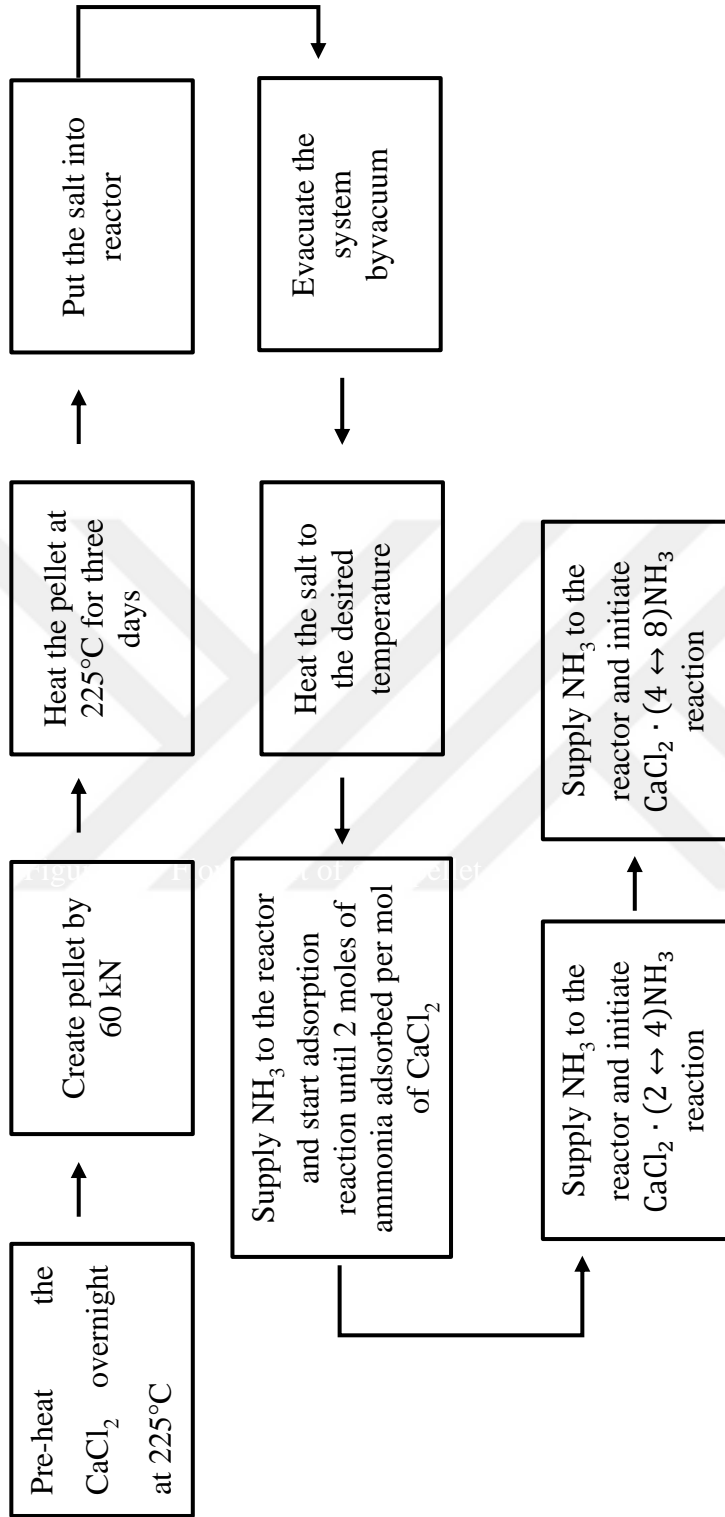 Pre-heat the
CaCl₂ overnight
at 225°C
Create pellet by
60 kN
Heat the pellet at
225°C for three
days
Put the salt into
reactor
Evacuate the
system
byvacuum
Heat the salt to
the desired
temperature
Supply NH₃ to the reactor
and start adsorption
reaction until 2 moles of
ammonia adsorbed per mol
of CaCl₂
Supply NH₃ to the
reactor and initiate
CaCl₂ · (2 ↔ 4)NH₃
reaction
Supply NH₃ to the
reactor and initiate
CaCl₂ · (4 ↔ 8)NH₃
reaction